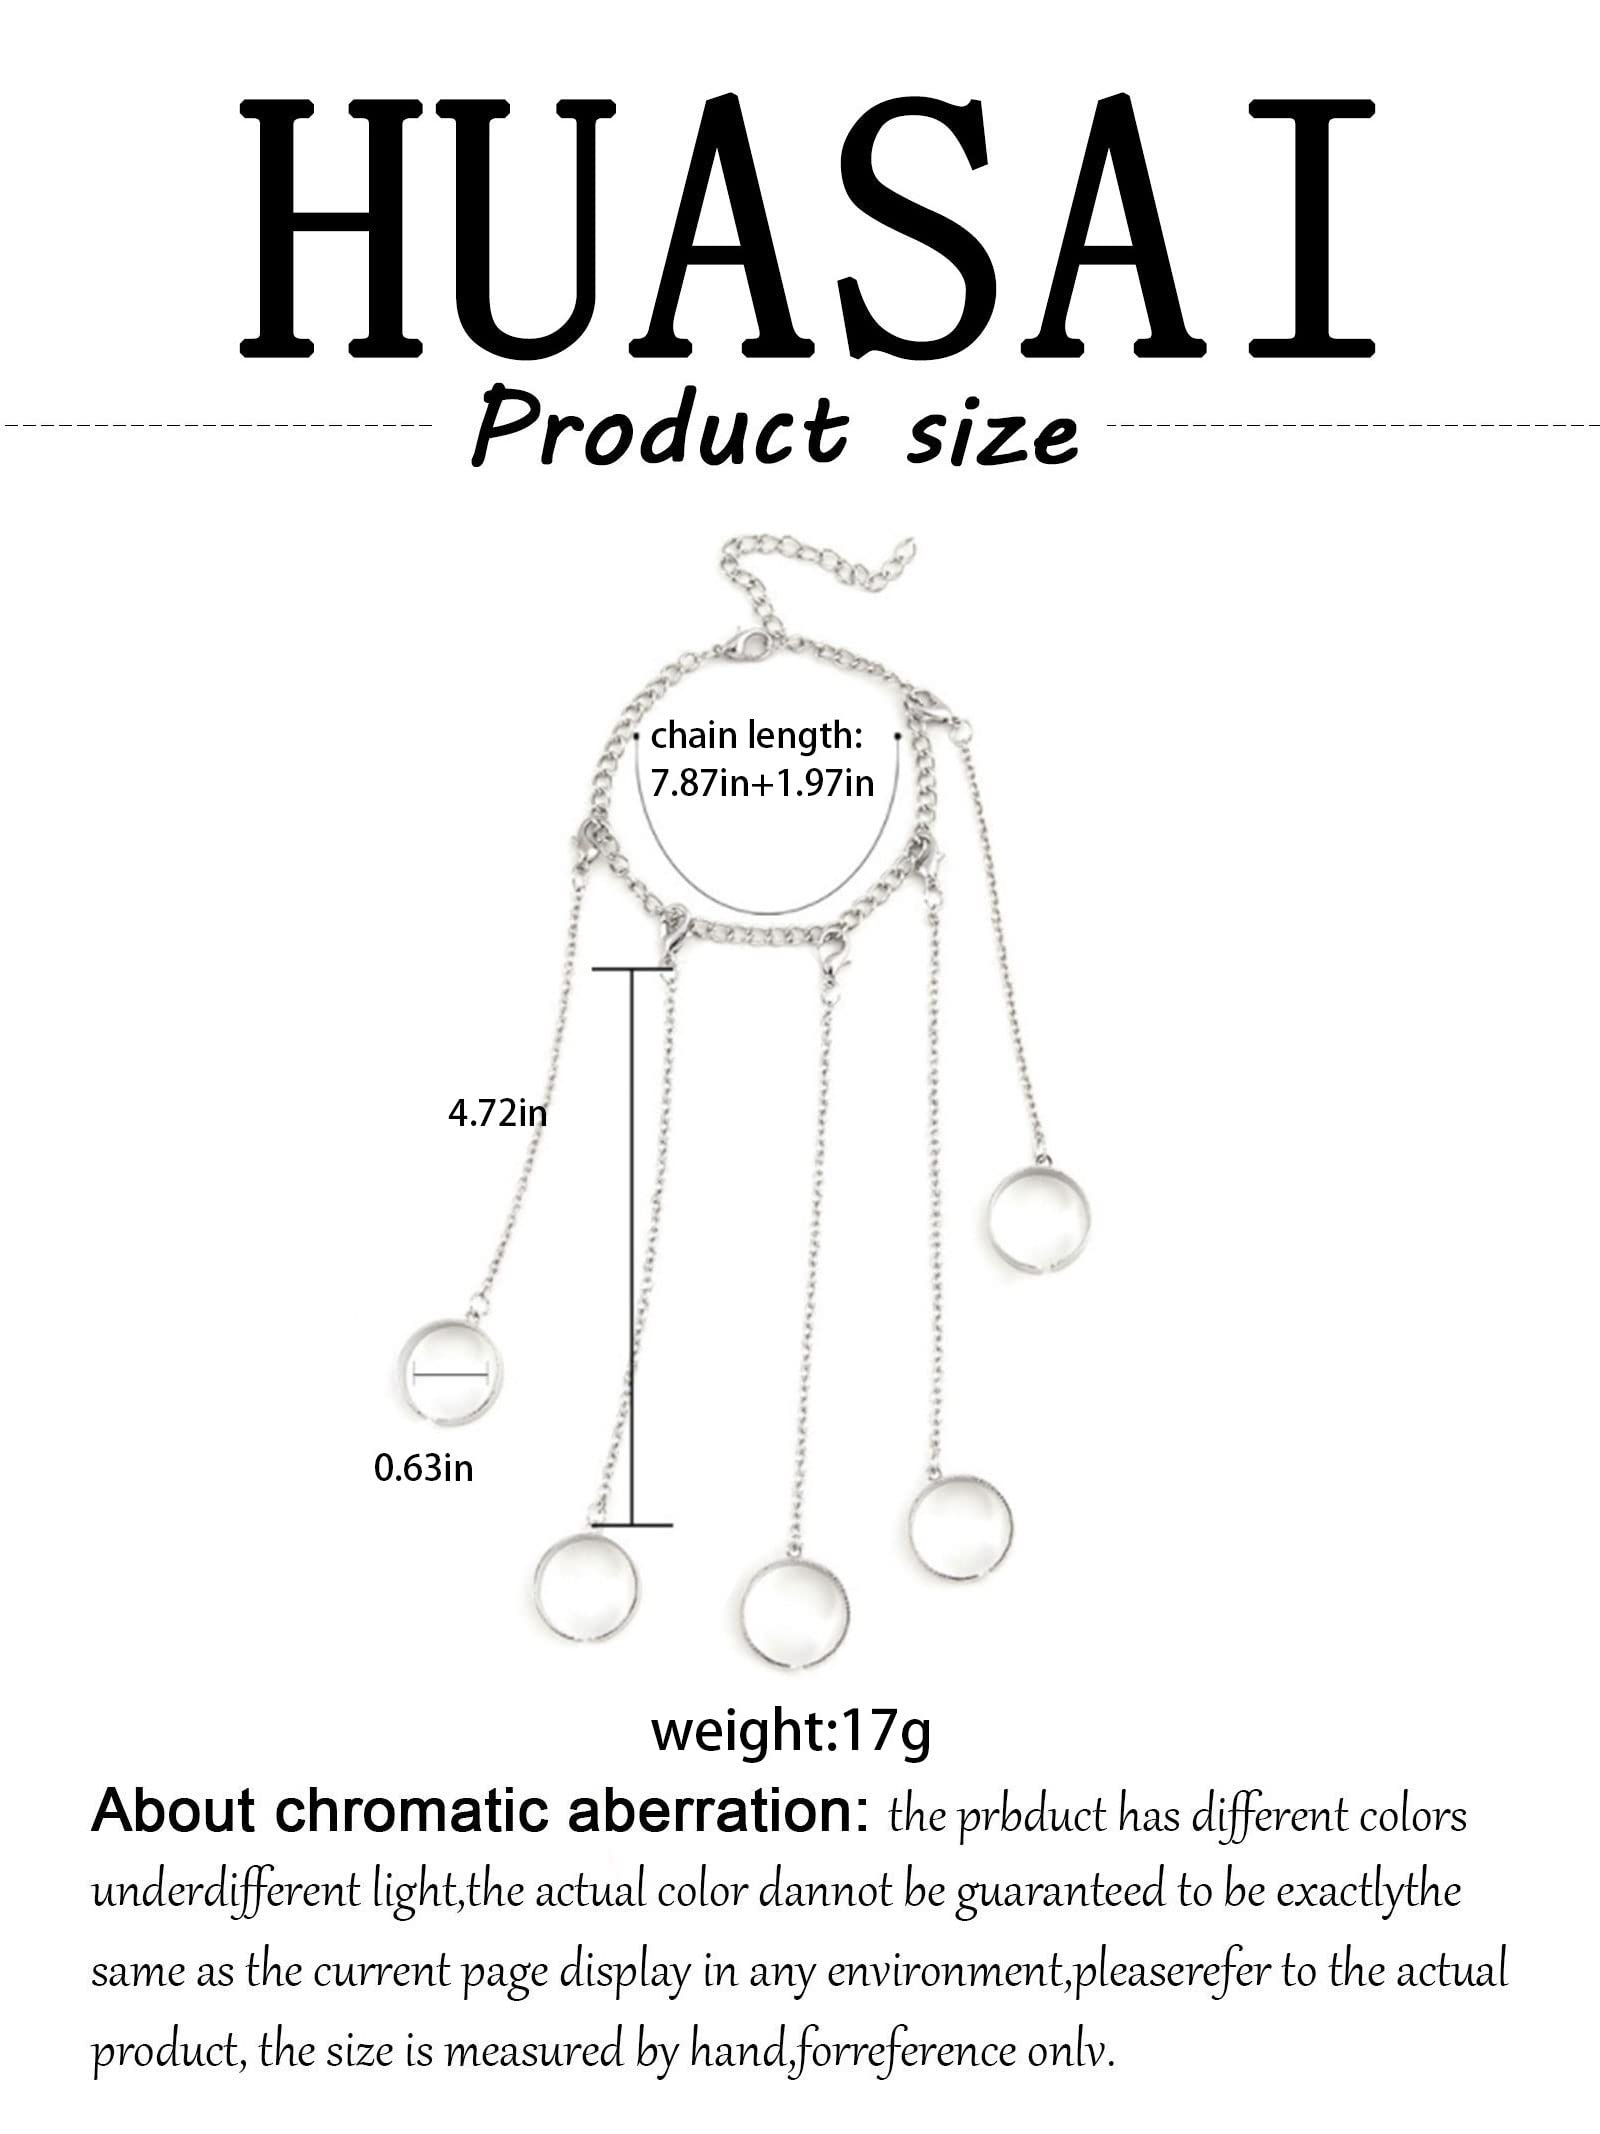 HUASAI
Product size
chain length:
7.87in+1.97in
4.72in
0.63in
weight:17g
About chromatic aberration: the prbduct has different colors
underdifferent light,the actual color dannot be guaranteed to be exactlythe
same as the current page display in any environment,pleaserefer to the actual
product, the size is measured by hand,forreference onlv.